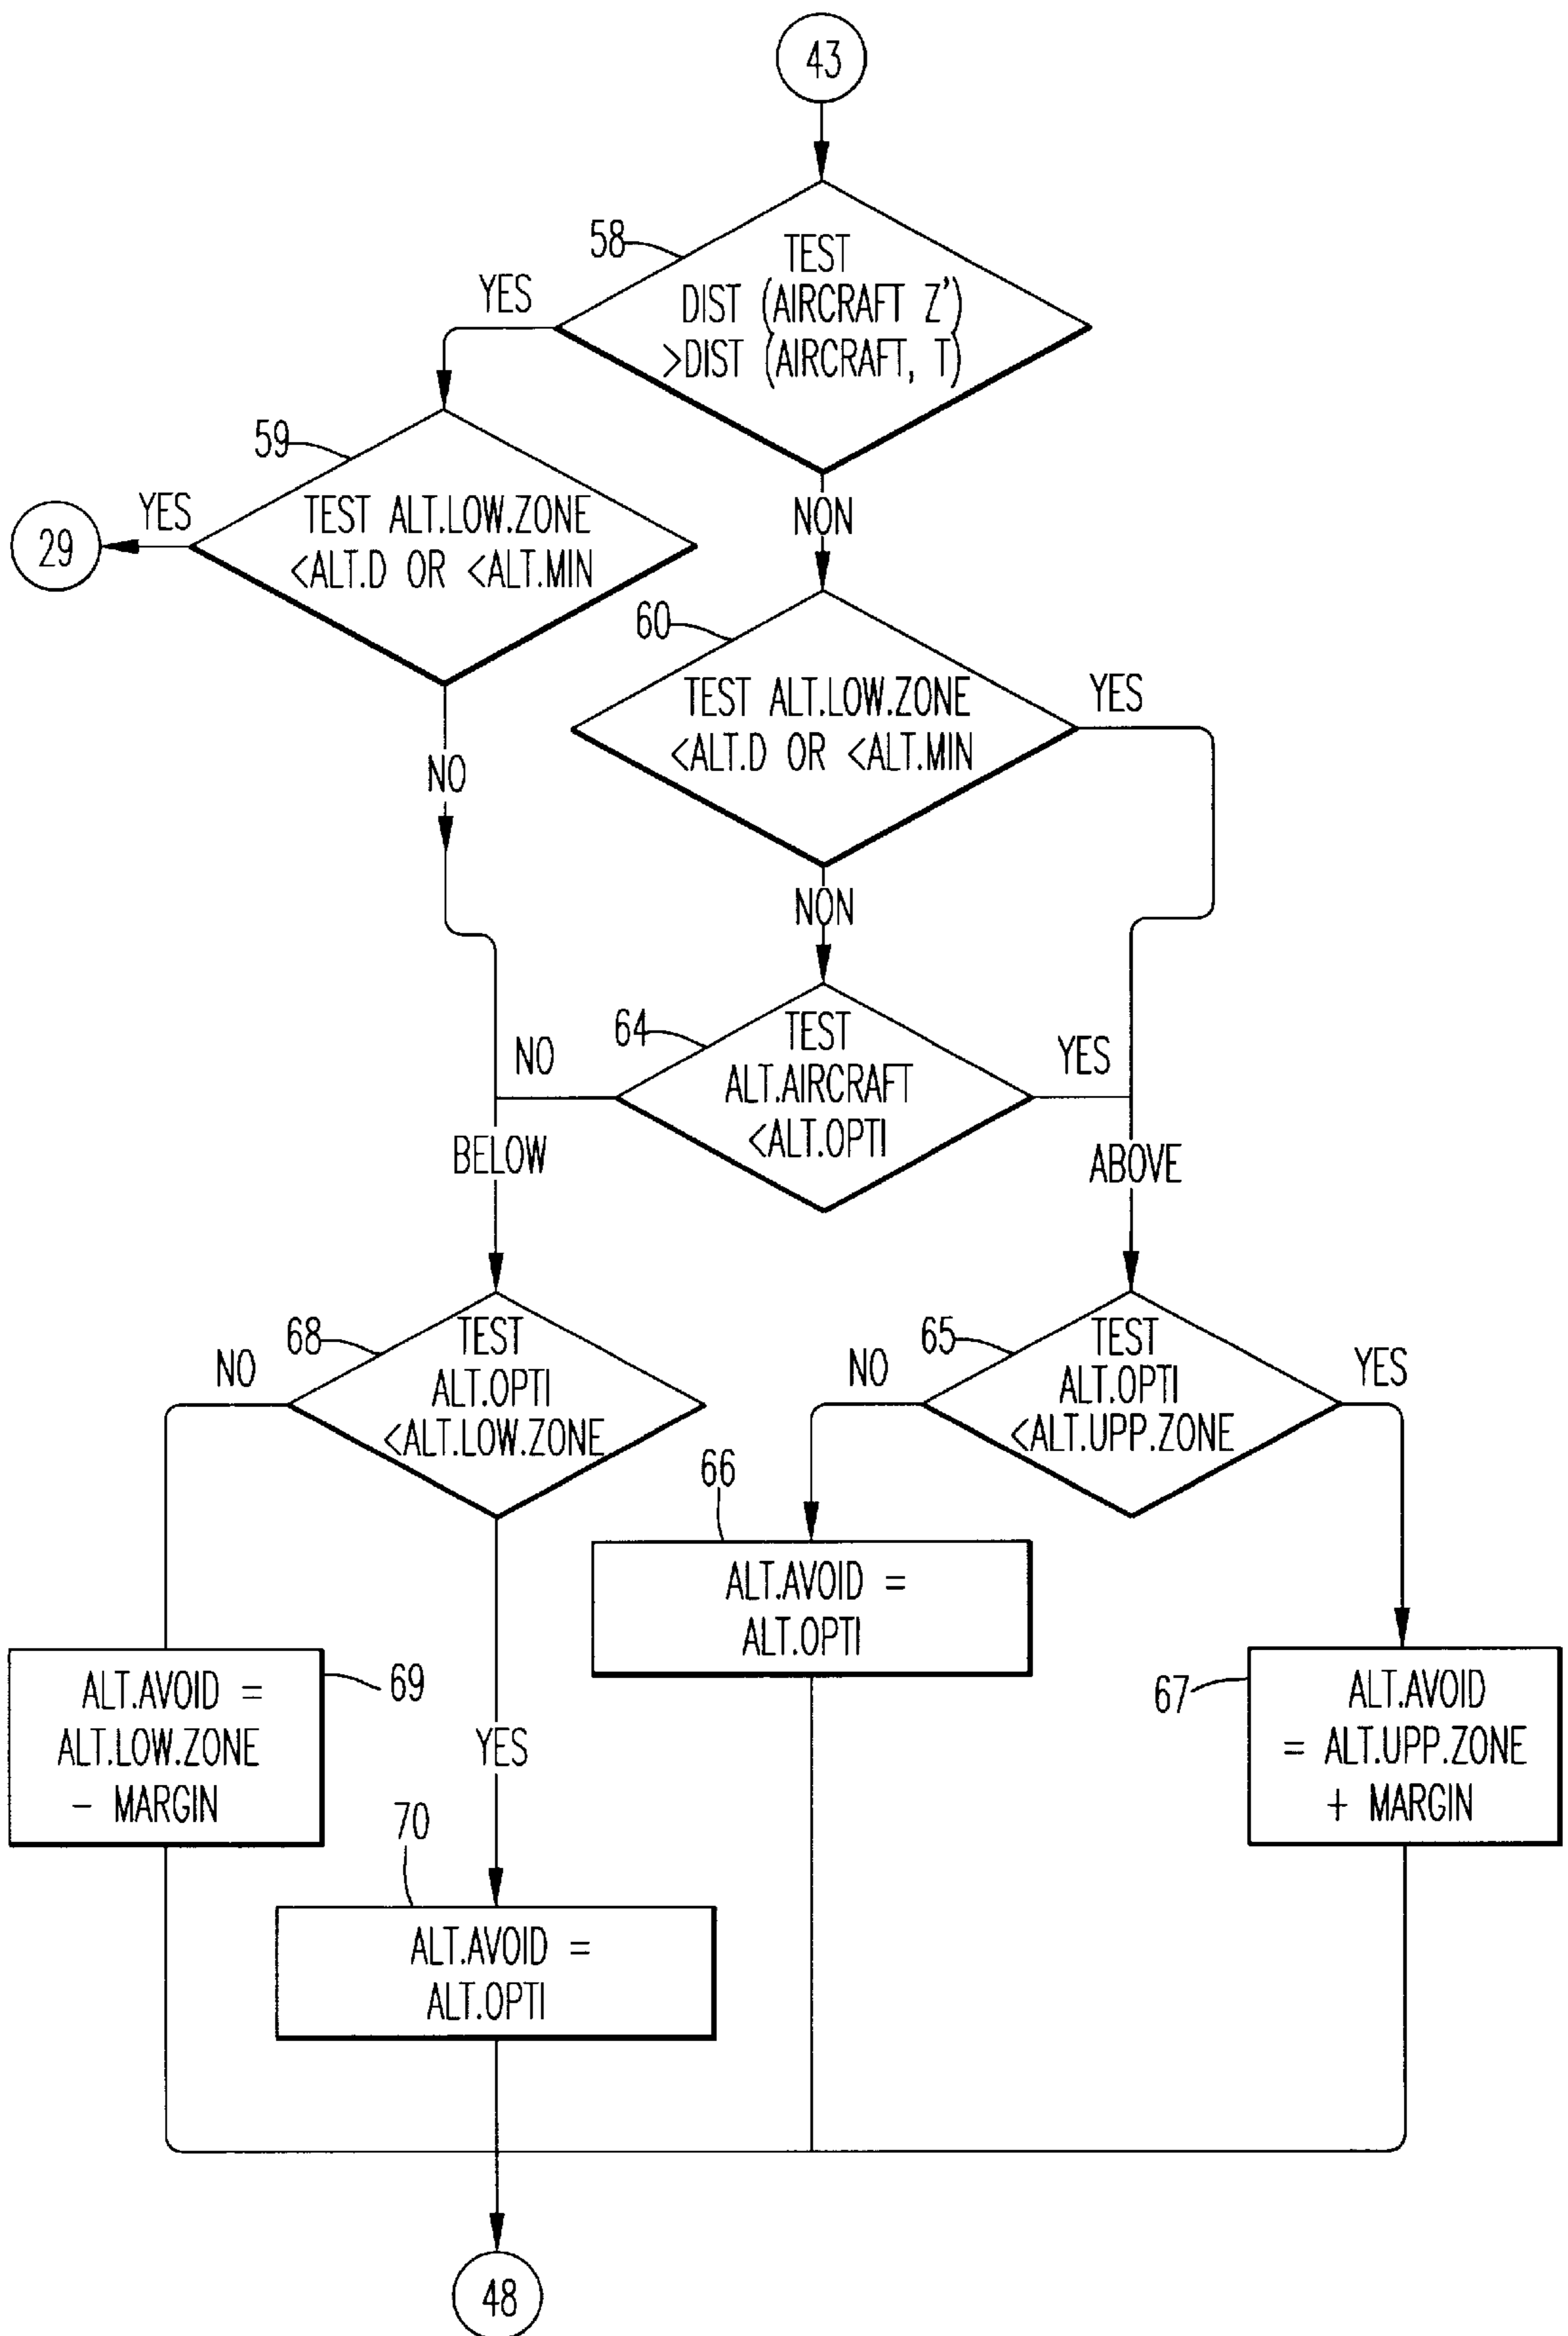 43
58
TEST
DIST (AIRCRAFT Z')
>DIST (AIRCRAFT, T)
YES
NON
59
TEST ALT.LOW.ZONE
<ALT.D OR <ALT.MIN
YES
29
NO
60
TEST ALT.LOW.ZONE
<ALT.D OR <ALT.MIN
YES
NON
64
TEST
ALT.AIRCRAFT
<ALT.OPTI
NO
YES
BELOW
ABOVE
68
TEST
ALT.OPTI
<ALT.LOW.ZONE
NO
YES
65
TEST
ALT.OPTI
<ALT.UPP.ZONE
NO
YES
66
ALT.AVOID =
ALT.OPTI
69
ALT.AVOID =
ALT.LOW.ZONE
- MARGIN
67
ALT.AVOID
= ALT.UPP.ZONE
+ MARGIN
70
ALT.AVOID =
ALT.OPTI
48